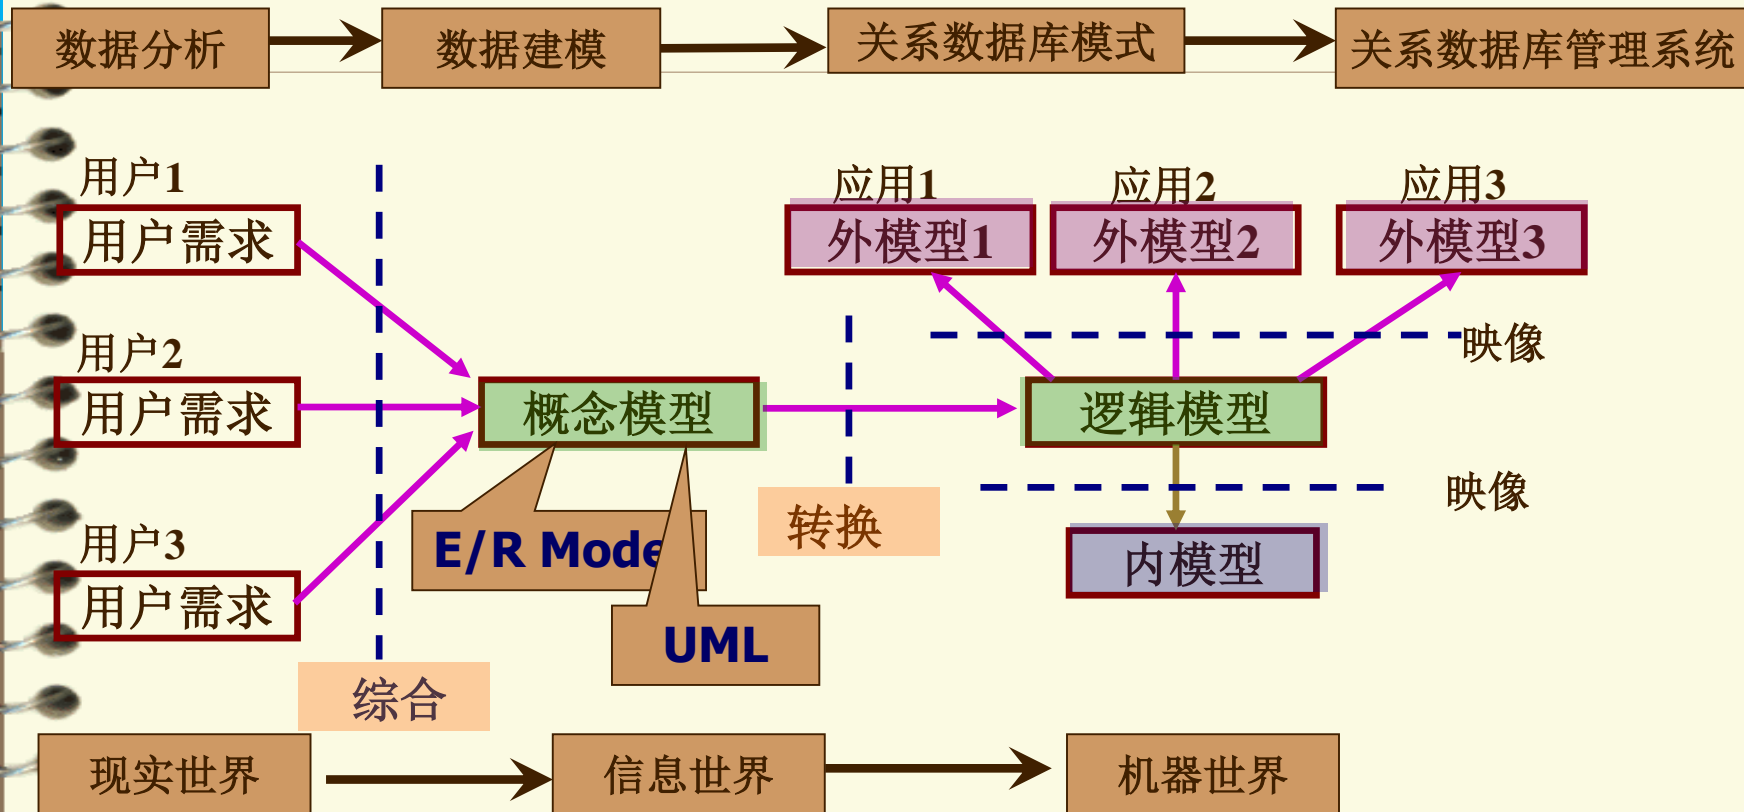 数据分析
数据建模
关系数据库模式
关系数据库管理系统
用户1
用户需求
用户2
用户需求
用户3
用户需求
综合
概念模型
E/R Mode
UML
转换
应用1
应用2
应用3
外模型1
外模型2
外模型3
映像
逻辑模型
映像
内模型
现实世界
信息世界
机器世界